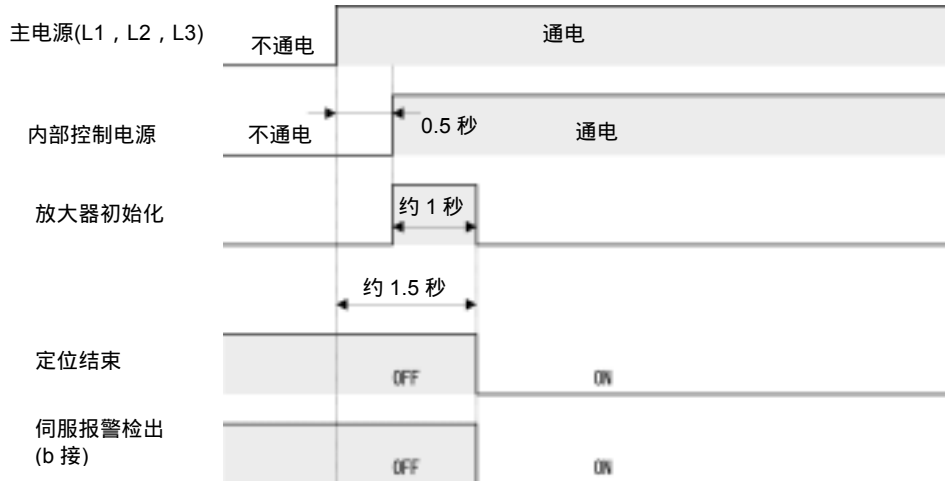 主电源(L1，L2，L3)
不通电
通电
内部控制电源
不通电
0.5 秒
通电
放大器初始化
约 1 秒
约 1.5 秒
定位结束
OFF
ON
伺服报警检出
(b 接)
OFF
ON